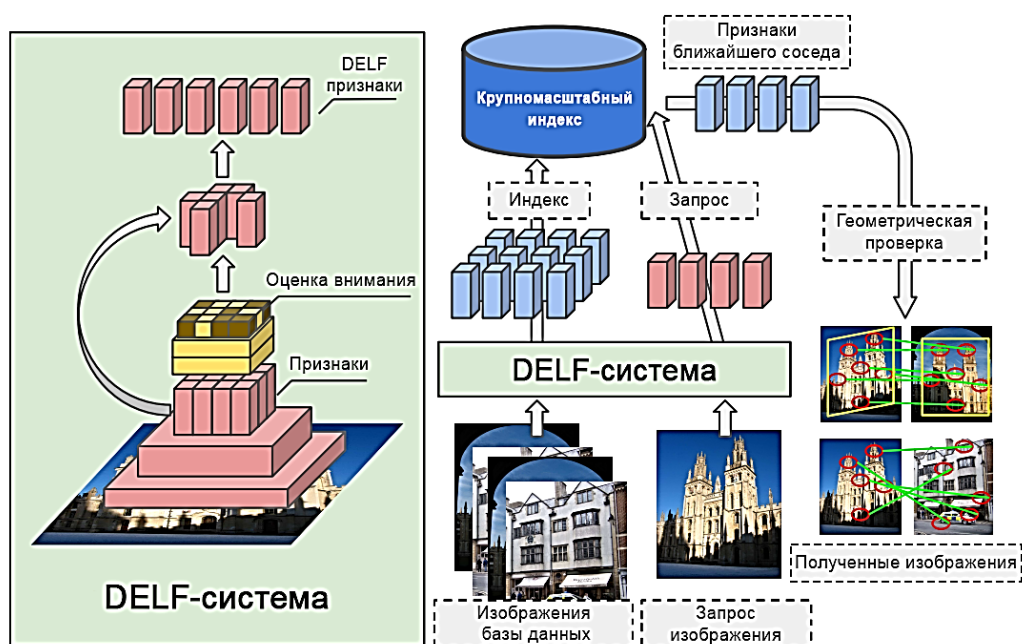 DELF
признаки
Оценка внимания
Признаки
DELF-система
Крупномасштабный
индекс
Признаки
ближайшего соседа
Индекс
Запрос
Геометрическая
проверка
DELF-система
Полученные изображения
Изображения
базы данных
Запрос
изображения